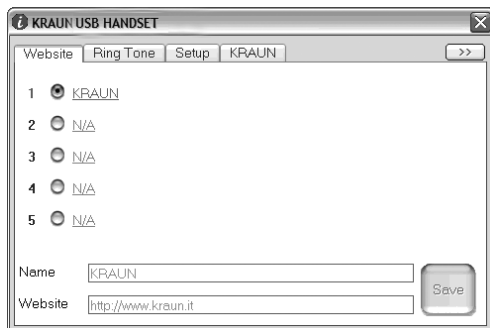 KRAUN USB HANDSET
Website Ring Tone Setup KRAUN >>
1 KRAUN
2 N/A
3 N/A
4 N/A
5 N/A
Name KRAUN
Save
Website http://www.kraun.it